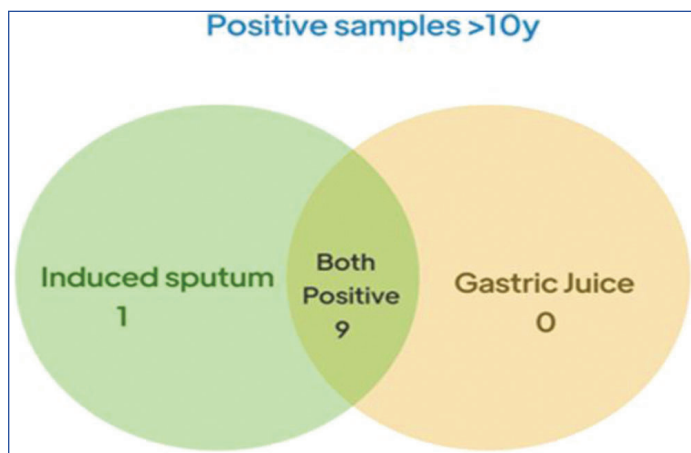 Positive samples >10y
Induced sputum
1
Both
Positive
9
Gastric Juice
0